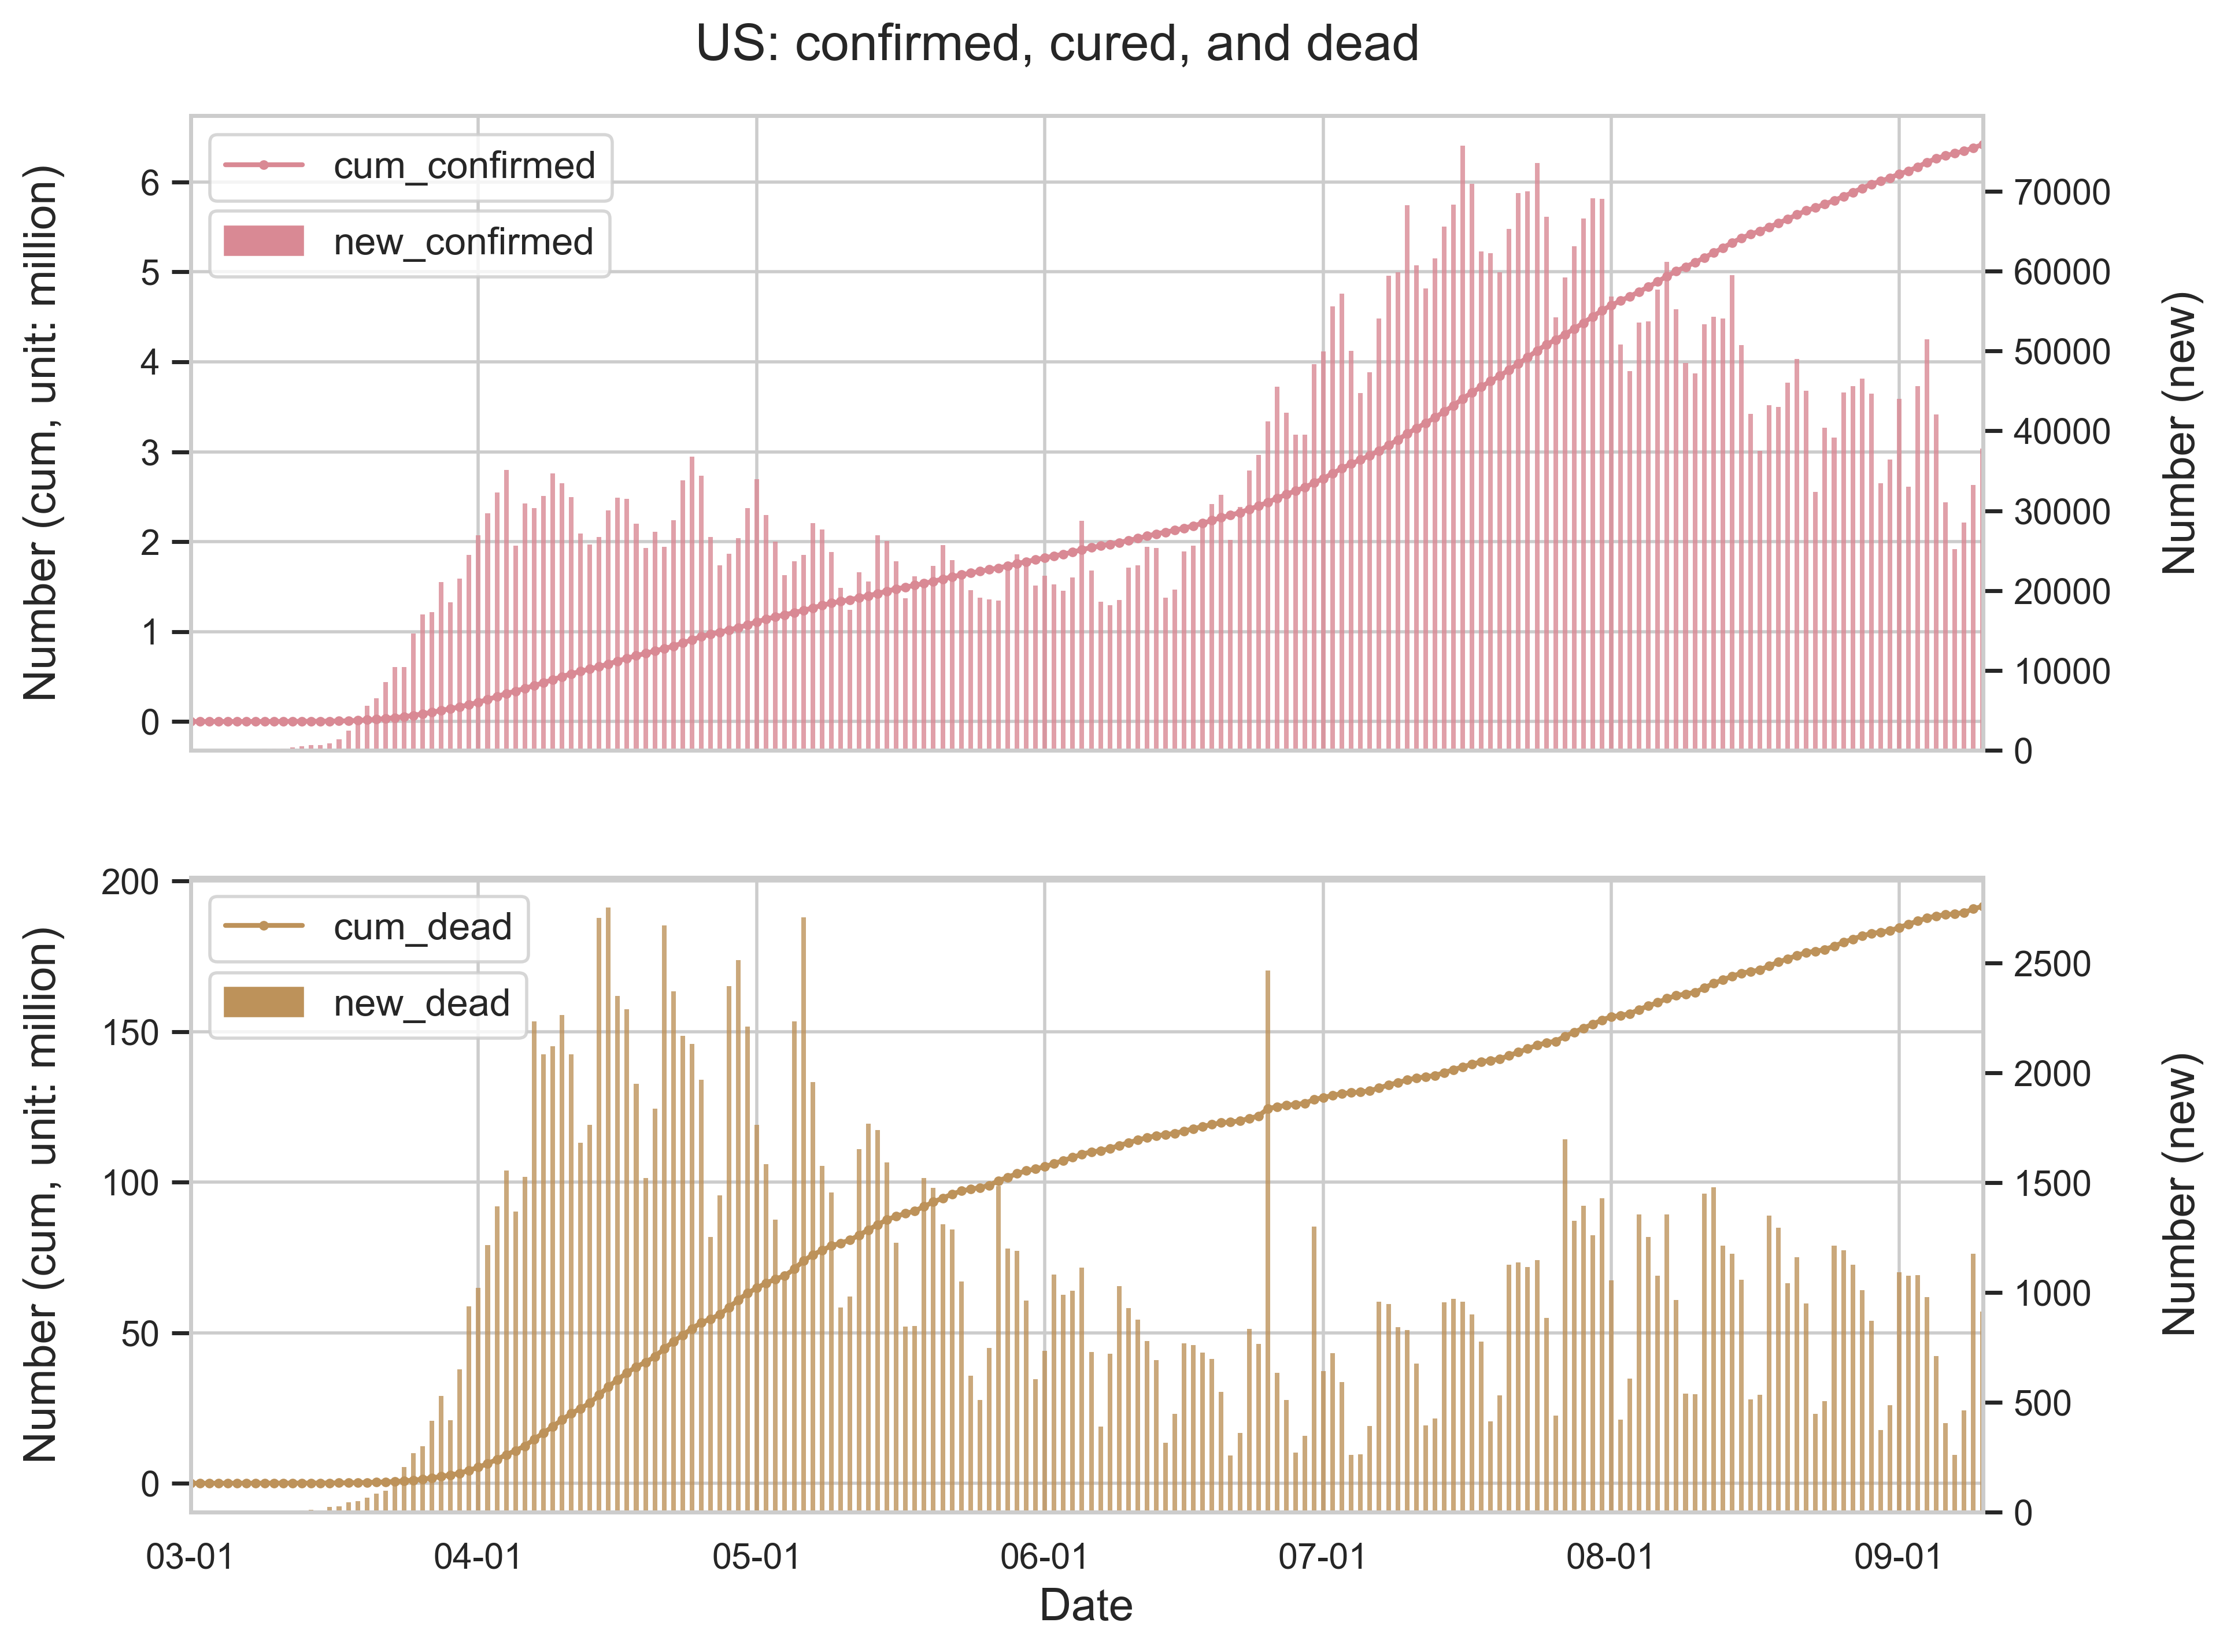 US: confirmed, cured, and dead
cum_confirmed
new_confirmed
Number (cum, unit: million)
6
5
4
3
2
1
0
70000
60000
50000
40000
30000
20000
10000
0
Number (new)
cum_dead
new_dead
Number (cum, unit: million)
200
150
100
50
0
2500
2000
1500
1000
500
0
Number (new)
03-01 04-01 05-01 06-01 07-01 08-01 09-01
Date